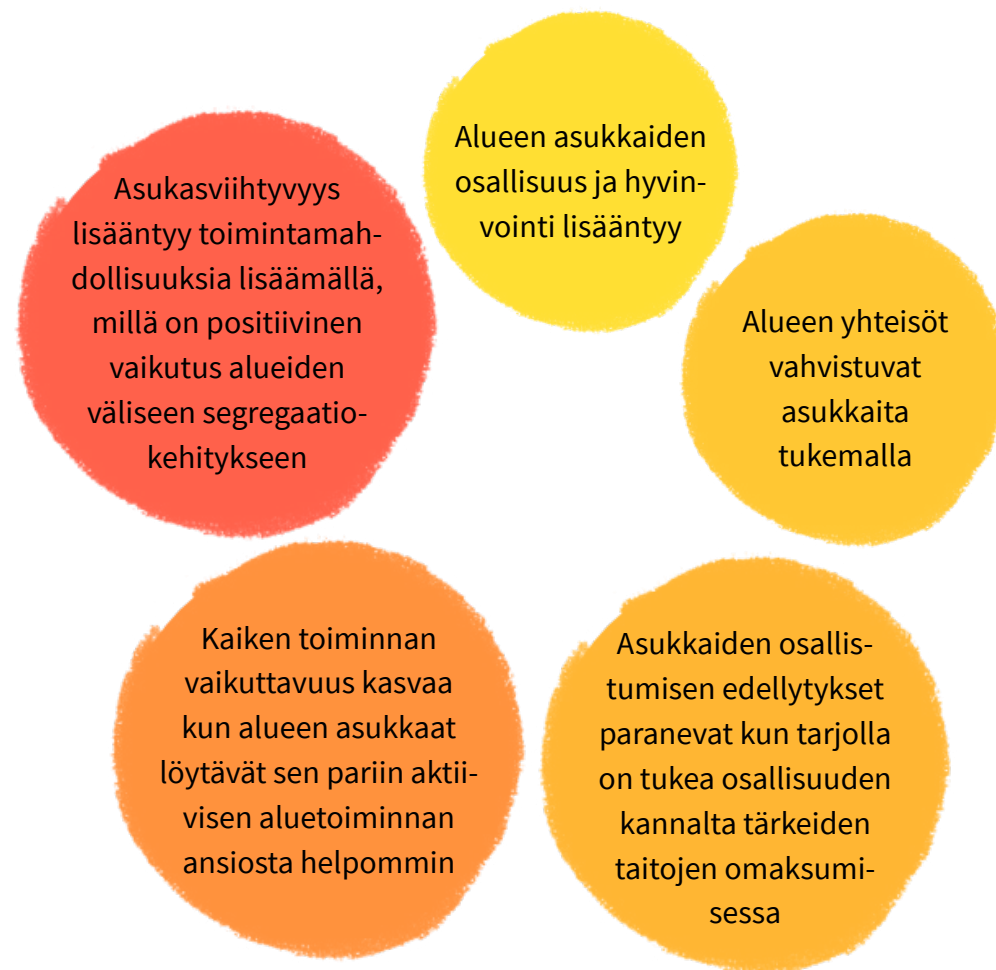 Alueen asukkaiden
osallisuus ja hyvin-
vointi lisääntyy
Asukasviihtyvyys
lisääntyy toimintamah-
dollisuuksia lisäämällä,
millä on positiivinen
vaikutus alueiden
väliseen segregaatio-
kehitykseen
Alueen yhteisöt
vahvistuvat
asukkaita
tukemalla
Kaiken toiminnan
vaikuttavuus kasvaa
kun alueen asukkaat
löytävät sen pariin aktii-
visen aluetoiminnan
ansiosta helpommin
Asukkaiden osallis-
tumisen edellytykset
paranevat kun tarjolla
on tukea osallisuuden
kannalta tärkeiden
taitojen omaksumi-
sessa